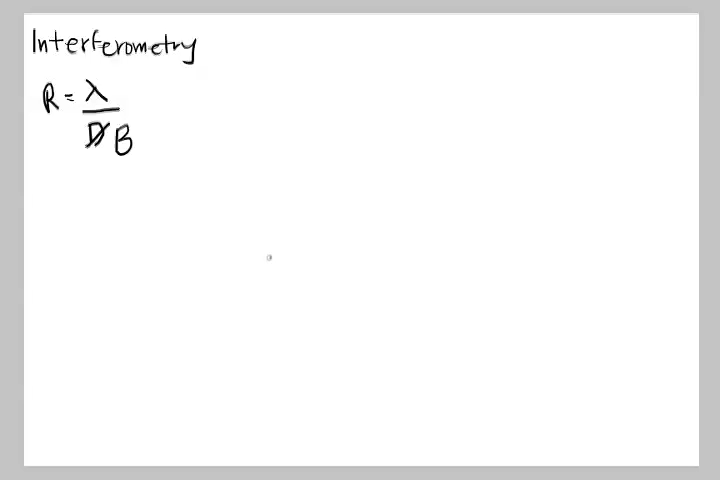 Interferometry
R = λ
D B